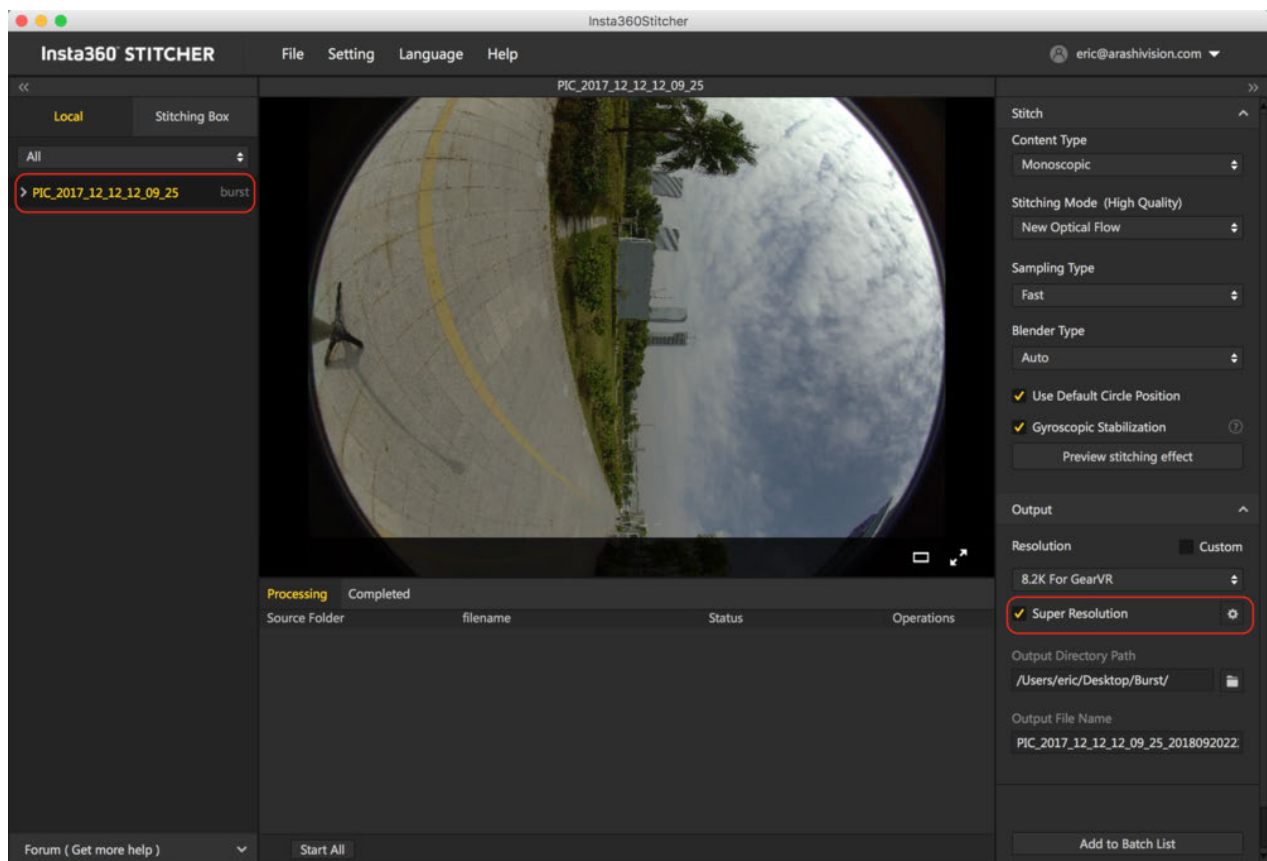 Insta360Stitcher
Insta360° STITCHER
File Setting Language Help
eric@arashivision.com
Local Stitching Box
All
PIC_2017_12_12_12_09_25 burst
PIC_2017_12_12_12_09_25
Processing Completed
Source Folder filename Status Operations
Start All
Forum ( Get more help )
Stitch
Content Type
Monoscopic
Stitching Mode (High Quality)
New Optical Flow
Sampling Type
Fast
Blender Type
Auto
Use Default Circle Position
Gyroscopic Stabilization ?
Preview stitching effect
Output
Resolution Custom
8.2K For GearVR
Super Resolution
Output Directory Path
/Users/eric/Desktop/Burst/
Output File Name
PIC_2017_12_12_12_09_25_2018092022:
Add to Batch List